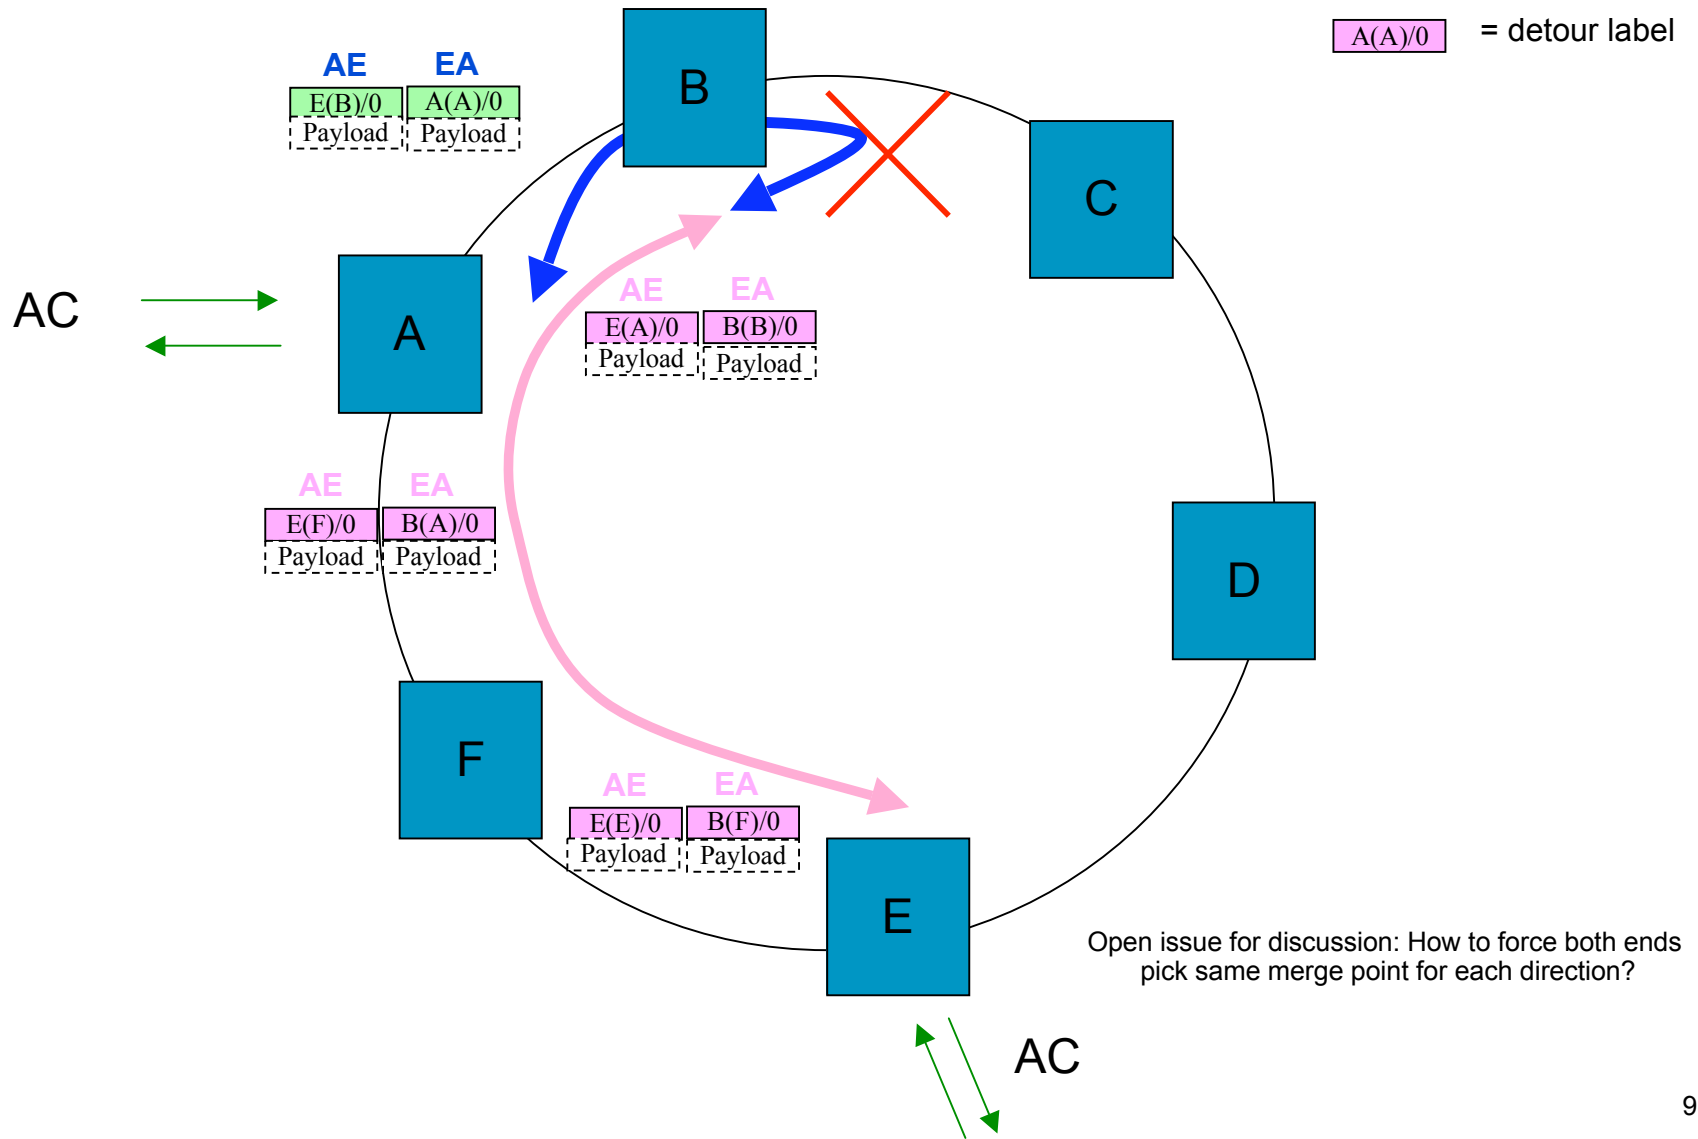 A(A)/0 = detour label
B
AE EA
E(B)/0 A(A)/0
Payload Payload
C
AC
A
AE EA
E(A)/0 B(B)/0
Payload Payload
AE EA
E(F)/0 B(A)/0
Payload Payload
D
F
AE EA
E(E)/0 B(F)/0
Payload Payload
E
Open issue for discussion: How to force both ends
pick same merge point for each direction?
AC
9